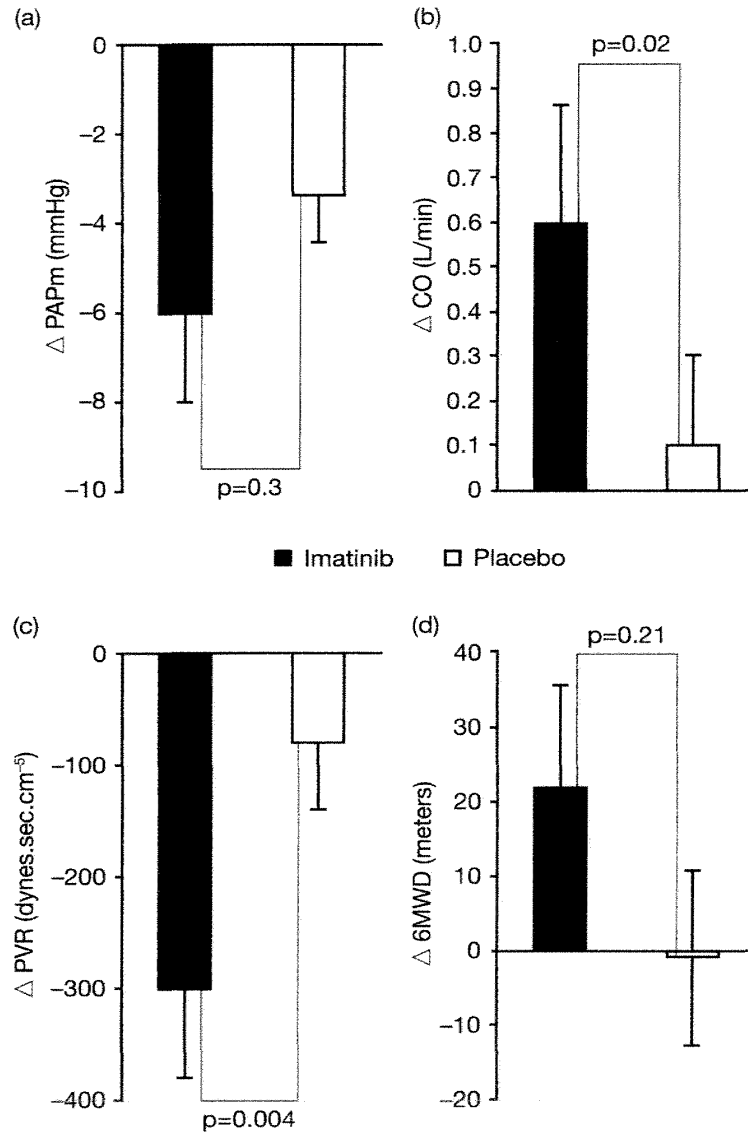 (a)
0
−2
−4
−6
−8
−10
△ PAPm (mmHg)
p=0.3
(b)
1.0
0.9
0.8
0.7
0.6
0.5
0.4
0.3
0.2
0.1
0
△ CO (L/min)
p=0.02
■ Imatinib □ Placebo
(c)
0
−100
−200
−300
−400
△ PVR (dynes.sec.cm⁻⁵)
p=0.004
(d)
40
30
20
10
0
−10
−20
△ 6MWD (meters)
p=0.21